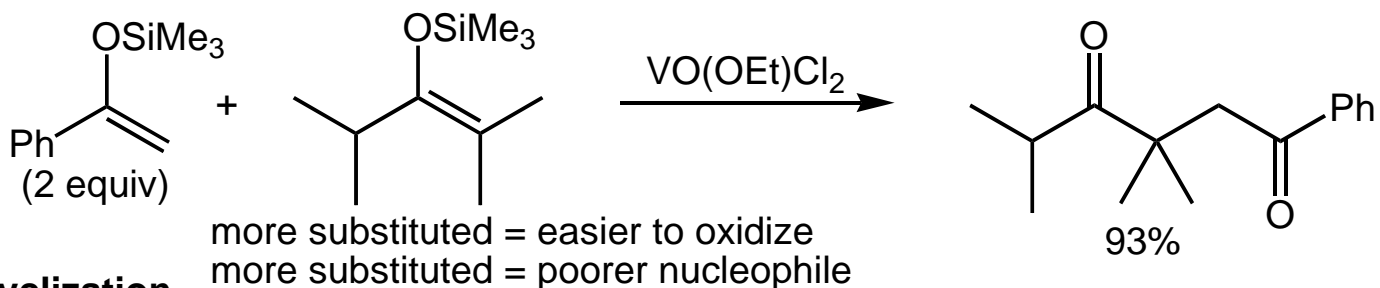 OSiMe3
OSiMe3
VO(OEt)Cl2
O
+
Ph
Ph
(2 equiv)
O
more substituted = easier to oxidize
93%
more substituted = poorer nucleophile